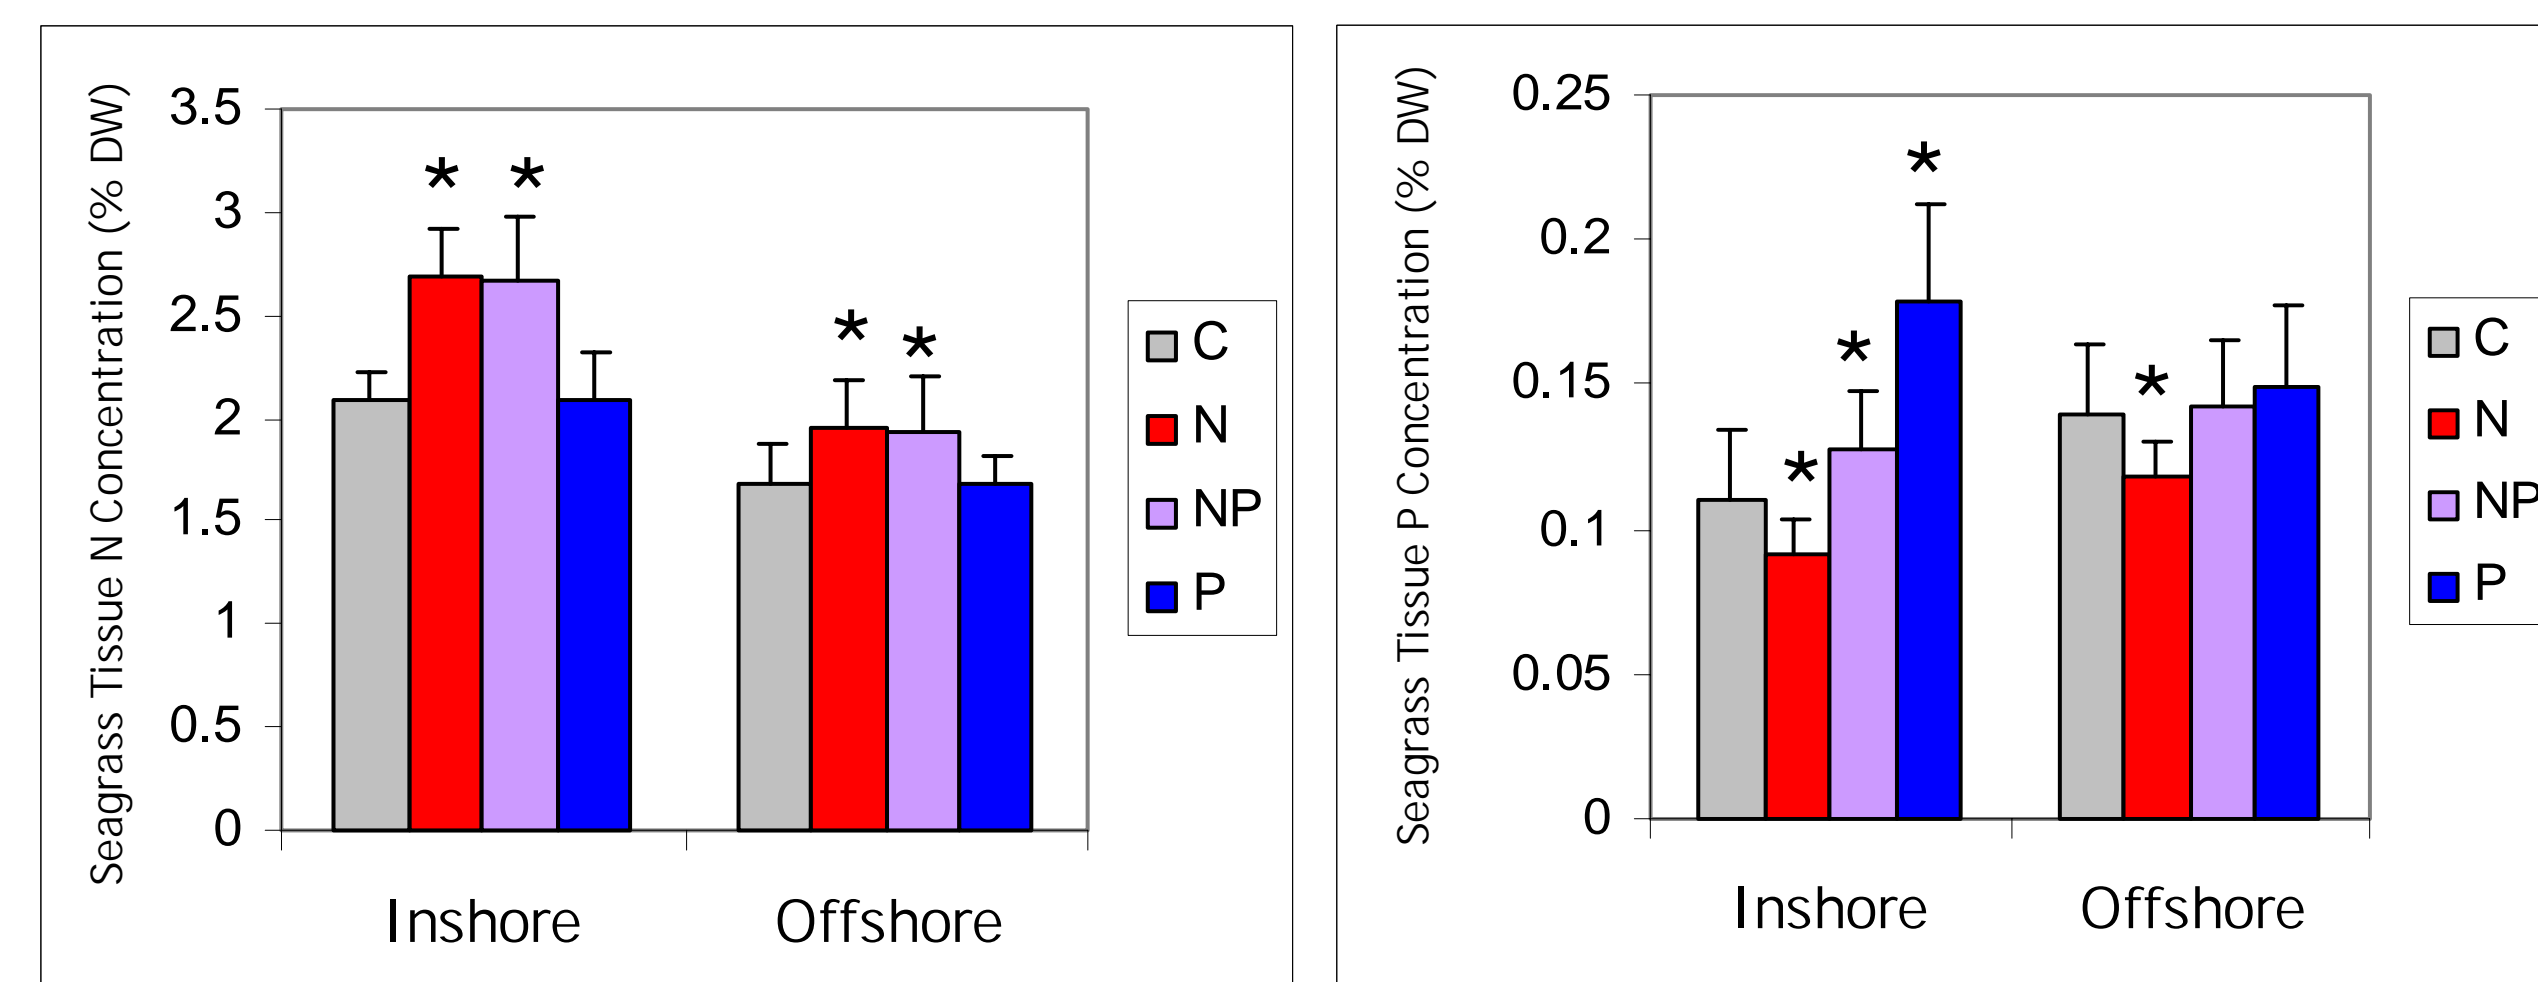 Seagrass Tissue N Concentration (% DW)
3.5
3
2.5
2
1.5
1
0.5
0
* *
* *
Inshore Offshore
C
N
NP
P
Seagrass Tissue P Concentration (% DW)
0.25
0.2
0.15
0.1
0.05
0
* * *
*
Inshore Offshore
C
N
NP
P